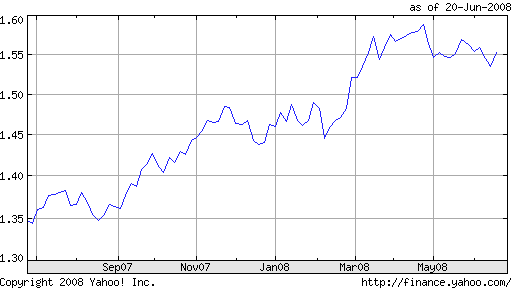 as of 20-Jun-2008
1.60
1.55
1.50
1.45
1.40
1.35
1.30
Sep07 Nov07 Jan08 Mar08 May08
Copyright 2008 Yahoo! Inc. http://finance.yahoo.com/